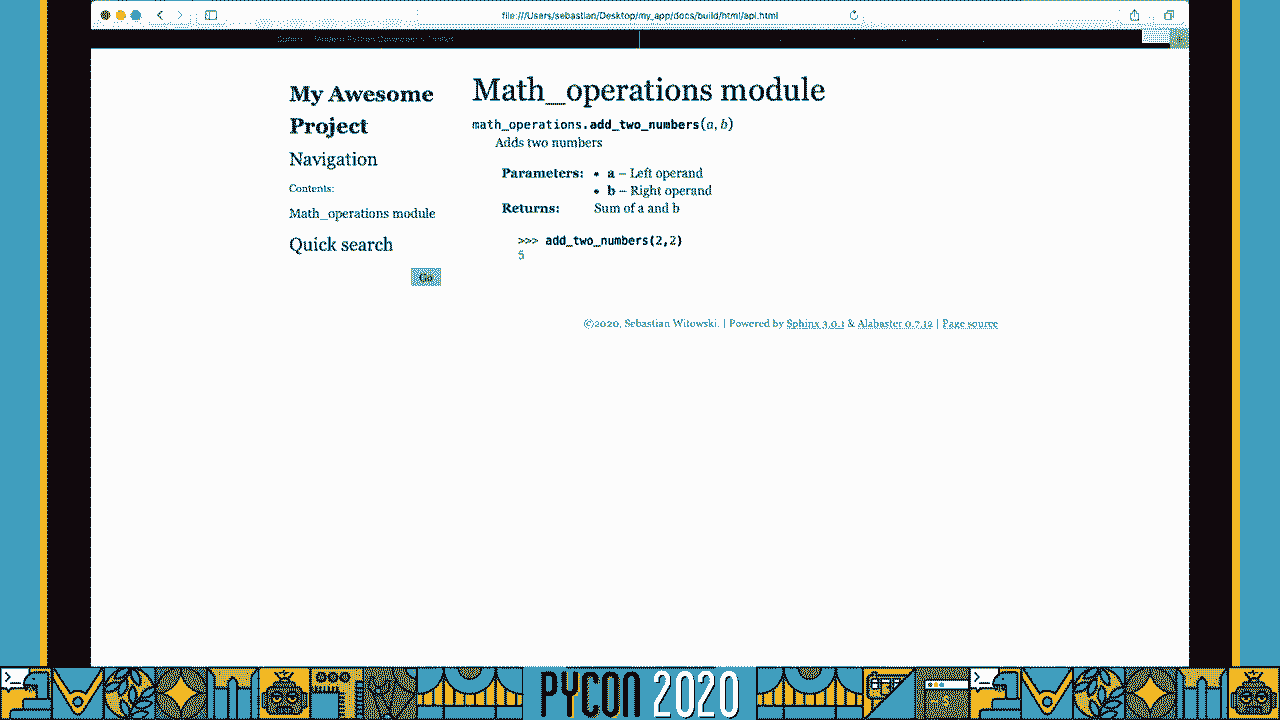 file:///Users/sebastian/Desktop/my_app/docs/build/html/api.html
My Awesome
Project
Navigation
Contents:
Math_operations module
Quick search
Go
Math_operations module
math_operations.add_two_numbers(a, b)
Adds two numbers
Parameters: • a – Left operand
• b – Right operand
Returns: Sum of a and b
>>> add_two_numbers(2,2)
5
©2020, Sebastian Witowski. | Powered by Sphinx 3.0.1 & Alabaster 0.7.12 | Page source
PYCON 2020